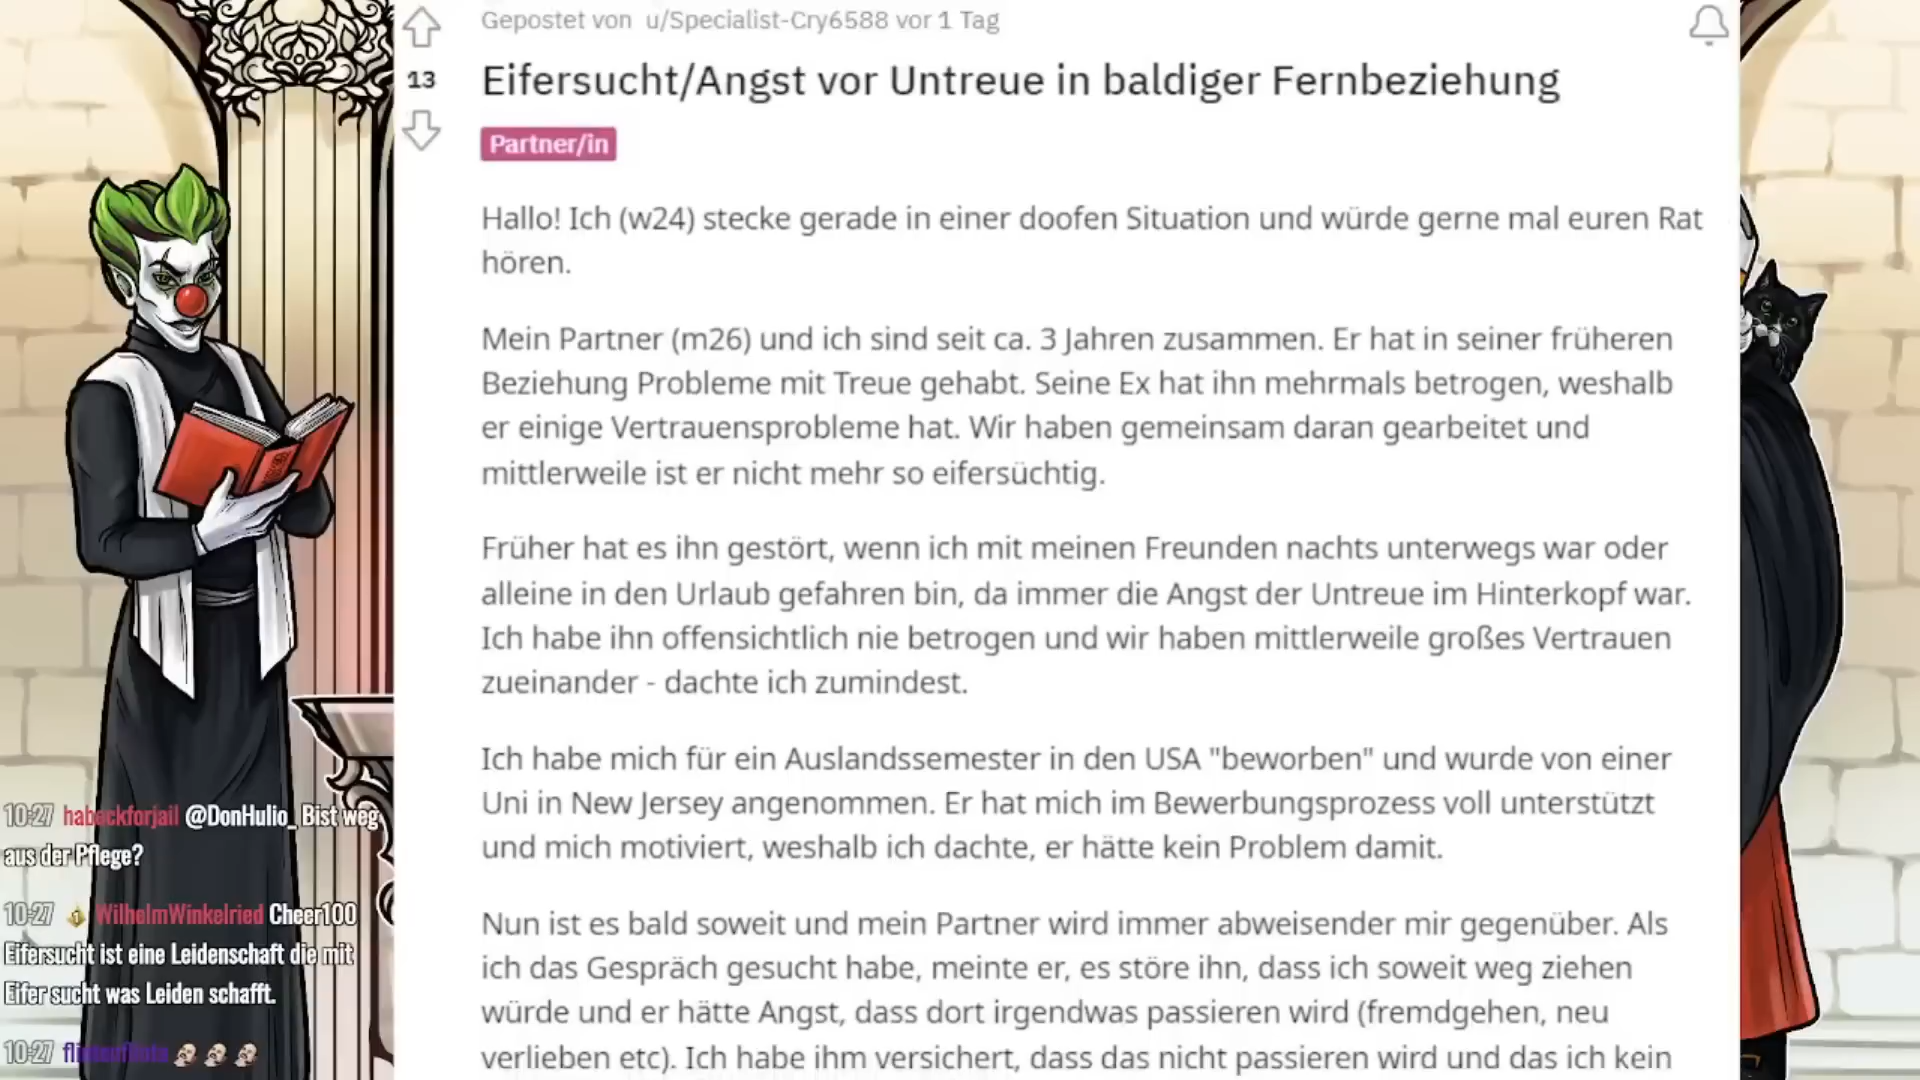 Gepostet von u/Specialist-Cry6588 vor 1 Tag
13
Eifersucht/Angst vor Untreue in baldiger Fernbeziehung
Partner/in
Hallo! Ich (w24) stecke gerade in einer doofen Situation und würde gerne mal euren Rat
hören.
Mein Partner (m26) und ich sind seit ca. 3 Jahren zusammen. Er hat in seiner früheren
Beziehung Probleme mit Treue gehabt. Seine Ex hat ihn mehrmals betrogen, weshalb
er einige Vertrauensprobleme hat. Wir haben gemeinsam daran gearbeitet und
mittlerweile ist er nicht mehr so eifersüchtig.
Früher hat es ihn gestört, wenn ich mit meinen Freunden nachts unterwegs war oder
alleine in den Urlaub gefahren bin, da immer die Angst der Untreue im Hinterkopf war.
Ich habe ihn offensichtlich nie betrogen und wir haben mittlerweile großes Vertrauen
zueinander - dachte ich zumindest.
Ich habe mich für ein Auslandssemester in den USA "beworben" und wurde von einer
Uni in New Jersey angenommen. Er hat mich im Bewerbungsprozess voll unterstützt
und mich motiviert, weshalb ich dachte, er hätte kein Problem damit.
Nun ist es bald soweit und mein Partner wird immer abweisender mir gegenüber. Als
ich das Gespräch gesucht habe, meinte er, es störe ihn, dass ich soweit weg ziehen
würde und er hätte Angst, dass dort irgendwas passieren wird (fremdgehen, neu
verlieben etc). Ich habe ihm versichert, dass das nicht passieren wird und das ich kein
10:27 habeckforjail @DonHulio_ Bist weg
aus der Pflege?
10:27 WilhelmWinkelried Cheer100
Eifersucht ist eine Leidenschaft die mit
Eifer sucht was Leiden schafft.
10:27